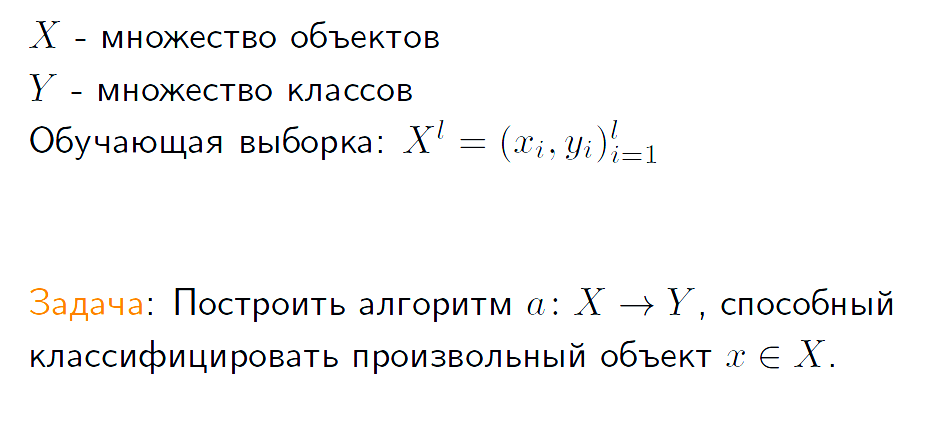 X - множество объектов
Y - множество классов
Обучающая выборка: X^l = (x_i, y_i)_{i=1}^l
Задача: Построить алгоритм a: X → Y, способный
классифицировать произвольный объект x ∈ X.